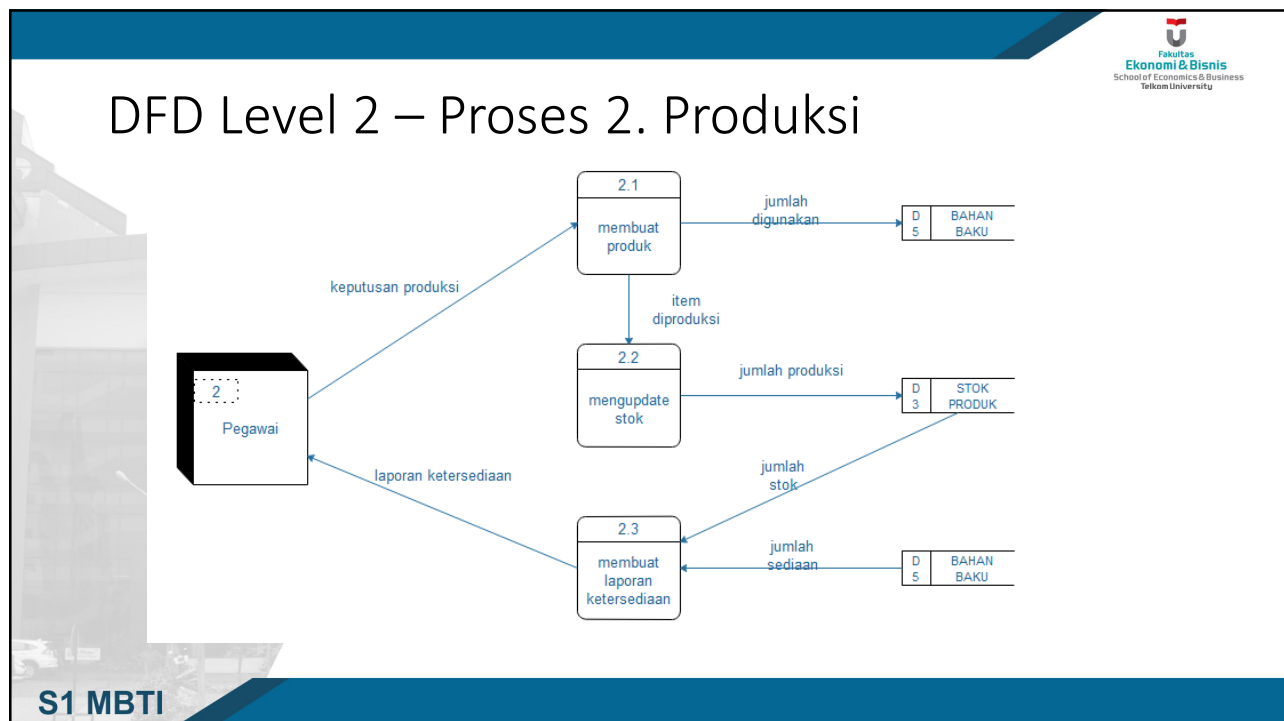 Fakultas
Ekonomi & Bisnis
School of Economics & Business
Telkom University
DFD Level 2 – Proses 2. Produksi
2.1
membuat
produk
jumlah
digunakan
D
5
BAHAN
BAKU
keputusan produksi
item
diproduksi
2.2
mengupdate
stok
jumlah produksi
D
3
STOK
PRODUK
2
Pegawai
laporan ketersediaan
jumlah
stok
2.3
membuat
laporan
ketersediaan
jumlah
sediaan
D
5
BAHAN
BAKU
S1 MBTI